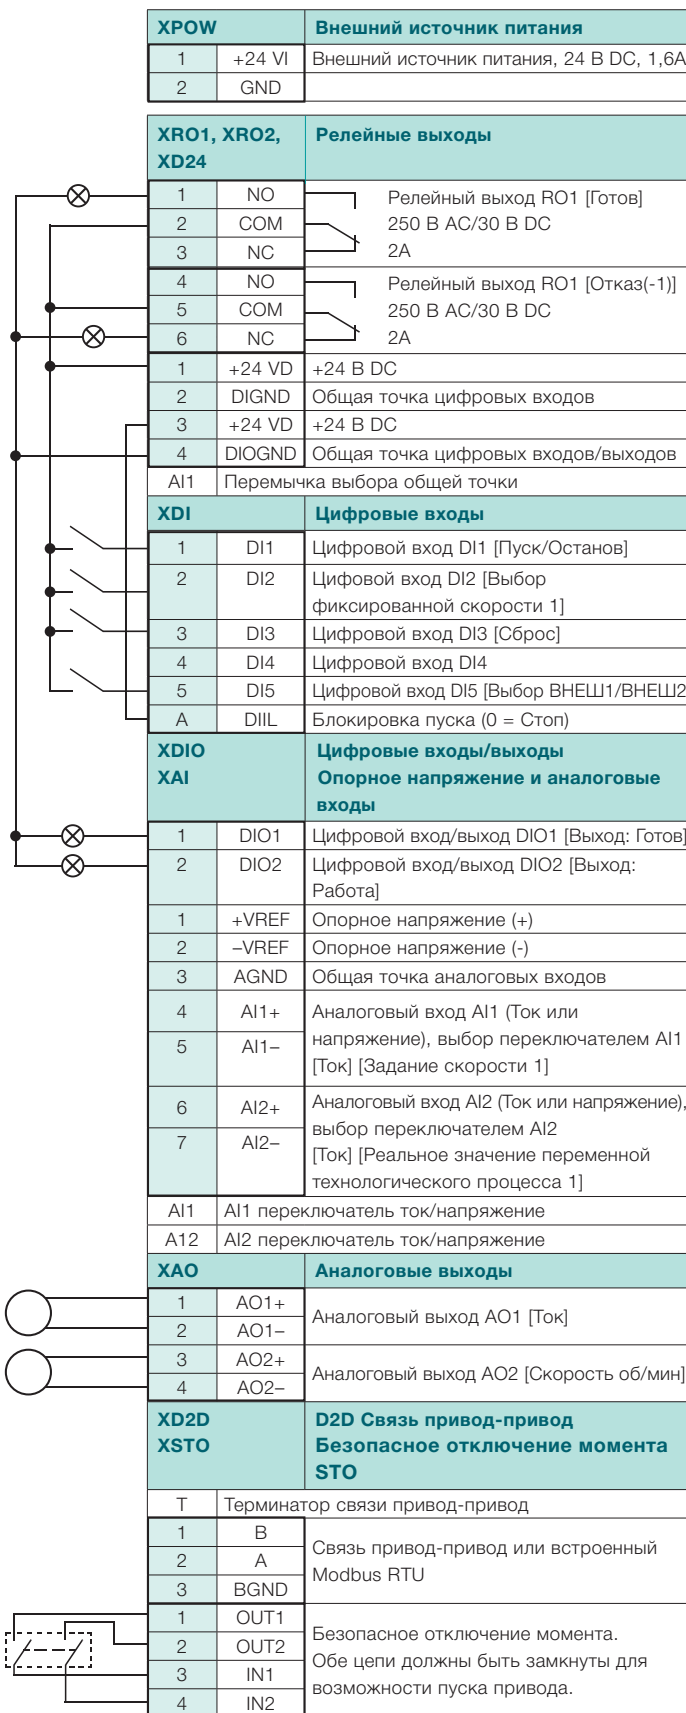 XPOW Внешний источник питания
1 +24 VI Внешний источник питания, 24 В DC, 1,6А
2 GND
XRO1, XRO2, Релейные выходы
XD24
1 NO Релейный выход RO1 [Готов]
2 COM 250 В AC/30 В DC
3 NC 2А
4 NO Релейный выход RO1 [Отказ(-1)]
5 COM 250 В AC/30 В DC
6 NC 2А
1 +24 VD +24 В DC
2 DIGND Общая точка цифровых входов
3 +24 VD +24 В DC
4 DIOGND Общая точка цифровых входов/выходов
AI1 Перемычка выбора общей точки
XDI Цифровые входы
1 DI1 Цифровой вход DI1 [Пуск/Останов]
2 DI2 Цифовой вход DI2 [Выбор
фиксированной скорости 1]
3 DI3 Цифровой вход DI3 [Сброс]
4 DI4 Цифровой вход DI4
5 DI5 Цифровой вход DI5 [Выбор ВНЕШ1/ВНЕШ2
A DIIL Блокировка пуска (0 = Стоп)
XDIO Цифровые входы/выходы
XAI Опорное напряжение и аналоговые
входы
1 DIO1 Цифровой вход/выход DIO1 [Выход: Готов]
2 DIO2 Цифровой вход/выход DIO2 [Выход:
Работа]
1 +VREF Опорное напряжение (+)
2 –VREF Опорное напряжение (-)
3 AGND Общая точка аналоговых входов
4 AI1+ Аналоговый вход AI1 (Ток или
5 AI1– напряжение), выбор переключателем AI1
[Ток] [Задание скорости 1]
6 AI2+ Аналоговый вход AI2 (Ток или напряжение),
выбор переключателем AI2
7 AI2– [Ток] [Реальное значение переменной
технологического процесса 1]
AI1 AI1 переключатель ток/напряжение
A12 AI2 переключатель ток/напряжение
XAO Аналоговые выходы
1 AO1+ Аналоговый выход AO1 [Ток]
2 AO1–
3 AO2+ Аналоговый выход AO2 [Скорость об/мин]
4 AO2–
XD2D D2D Связь привод-привод
XSTO Безопасное отключение момента
STO
T Терминатор связи привод-привод
1 B Связь привод-привод или встроенный
2 A Modbus RTU
3 BGND
1 OUT1 Безопасное отключение момента.
2 OUT2 Обе цепи должны быть замкнуты для
3 IN1 возможности пуска привода.
4 IN2